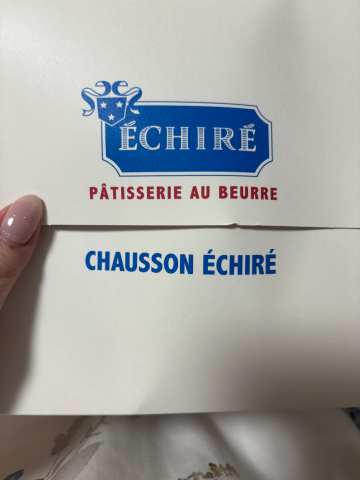 ÉCHIRÉ
PÂTISSERIE AU BEURRE
CHAUSSON ÉCHIRÉ